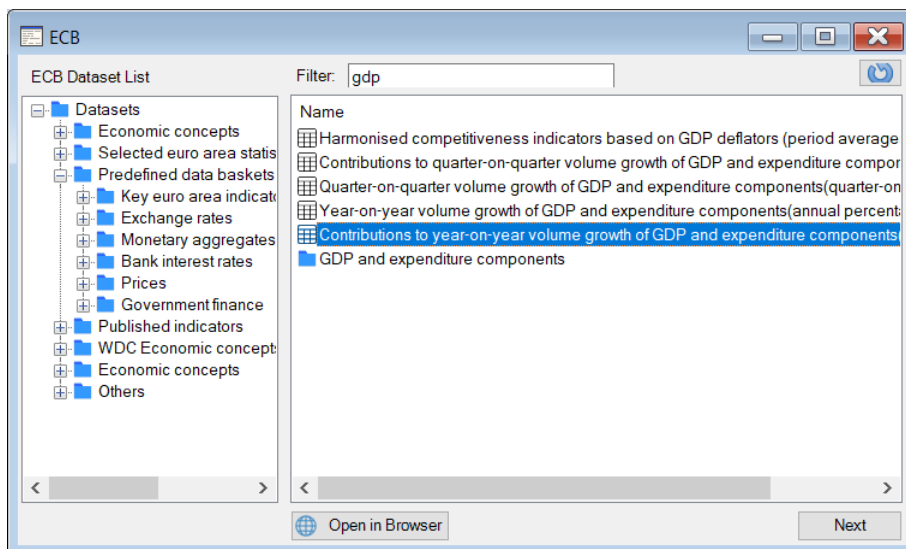 ECB
ECB Dataset List
Filter: gdp
Datasets
Economic concepts
Selected euro area statis
Predefined data baskets
Key euro area indicat
Exchange rates
Monetary aggregates
Bank interest rates
Prices
Government finance
Published indicators
WDC Economic concept
Economic concepts
Others
Name
Harmonised competitiveness indicators based on GDP deflators (period average
Contributions to quarter-on-quarter volume growth of GDP and expenditure compor
Quarter-on-quarter volume growth of GDP and expenditure components(quarter-on
Year-on-year volume growth of GDP and expenditure components(annual percent
Contributions to year-on-year volume growth of GDP and expenditure components(
GDP and expenditure components
Open in Browser
Next